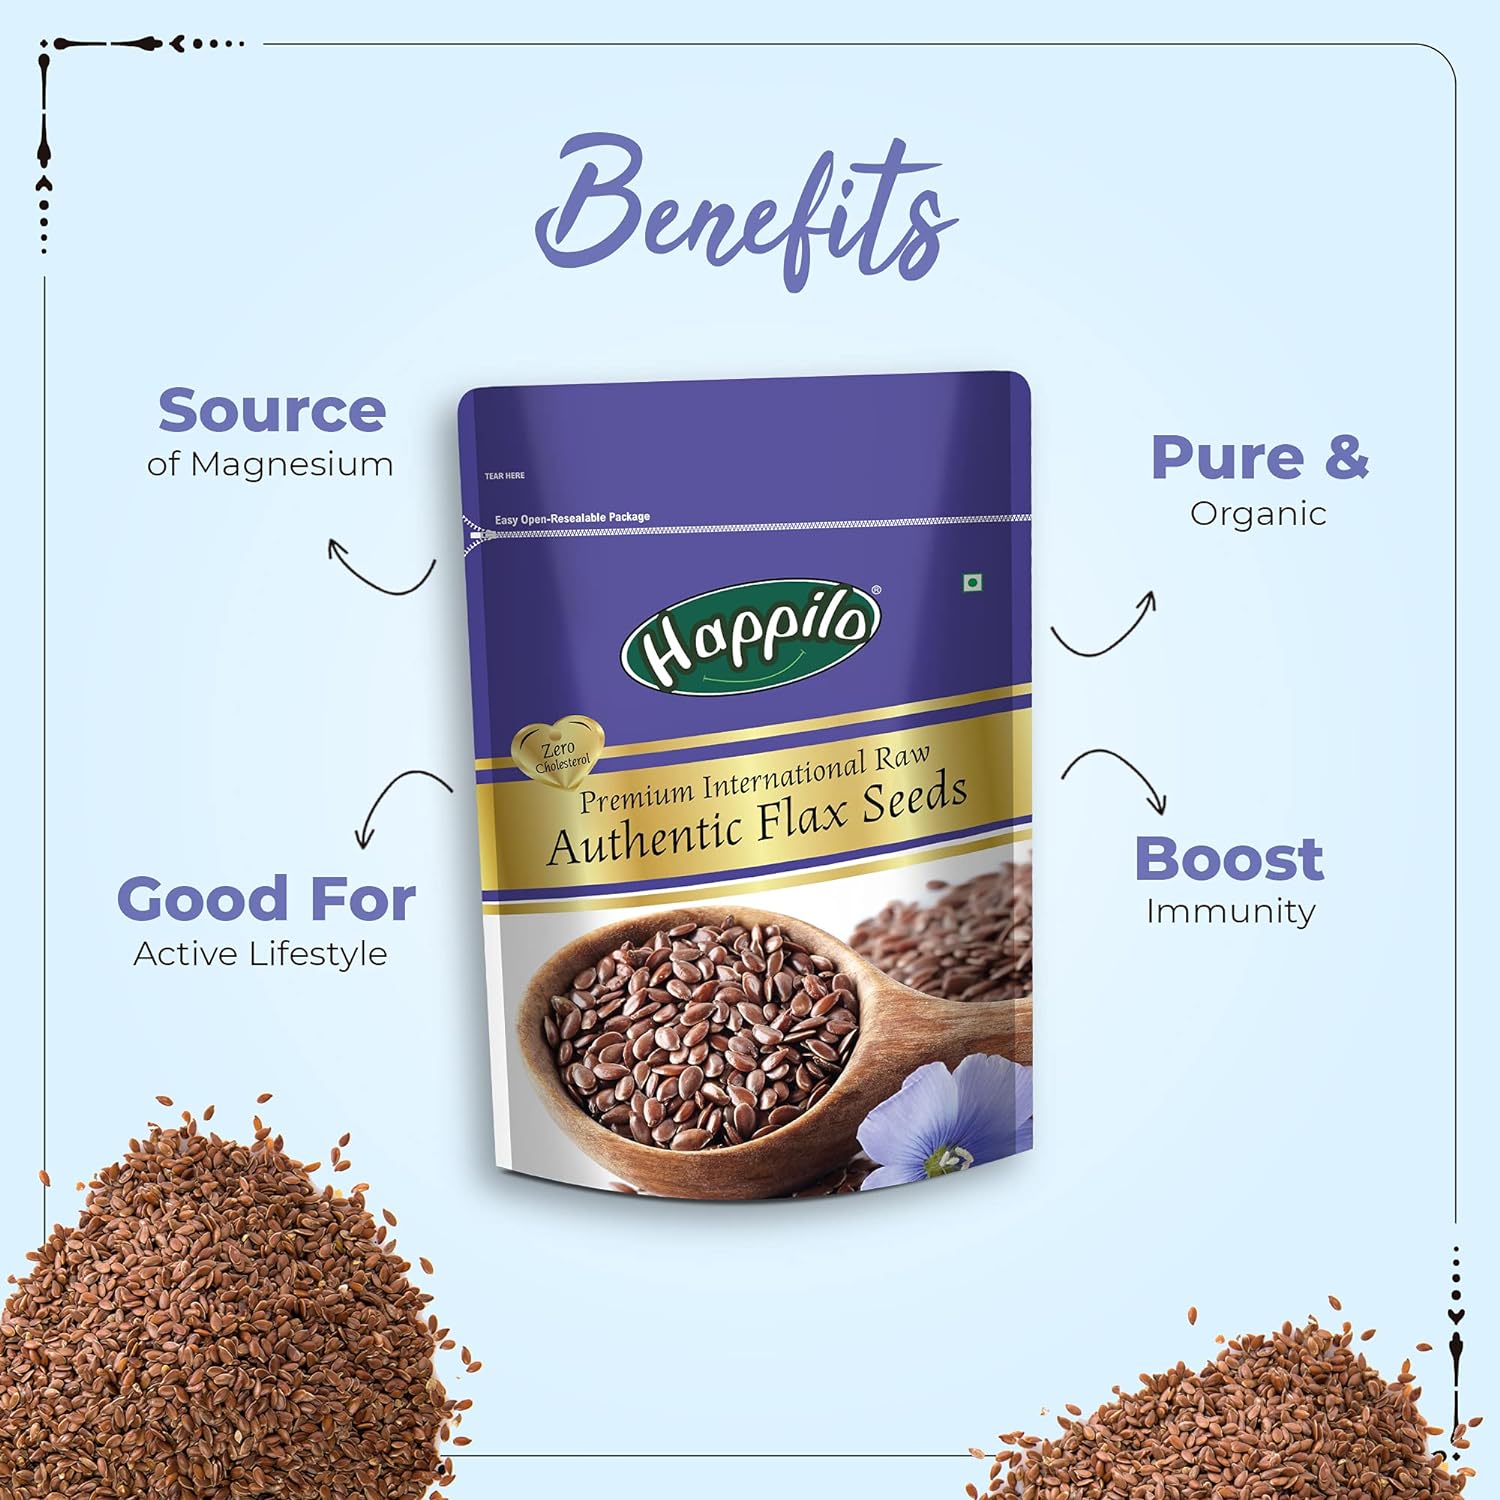 Benefits
Source
of Magnesium
Pure &
Organic
TEAR HERE
Easy Open-Resealable Package
Happilo®
Zero
Cholesterol
Premium International Raw
Authentic Flax Seeds
Good For
Active Lifestyle
Boost
Immunity